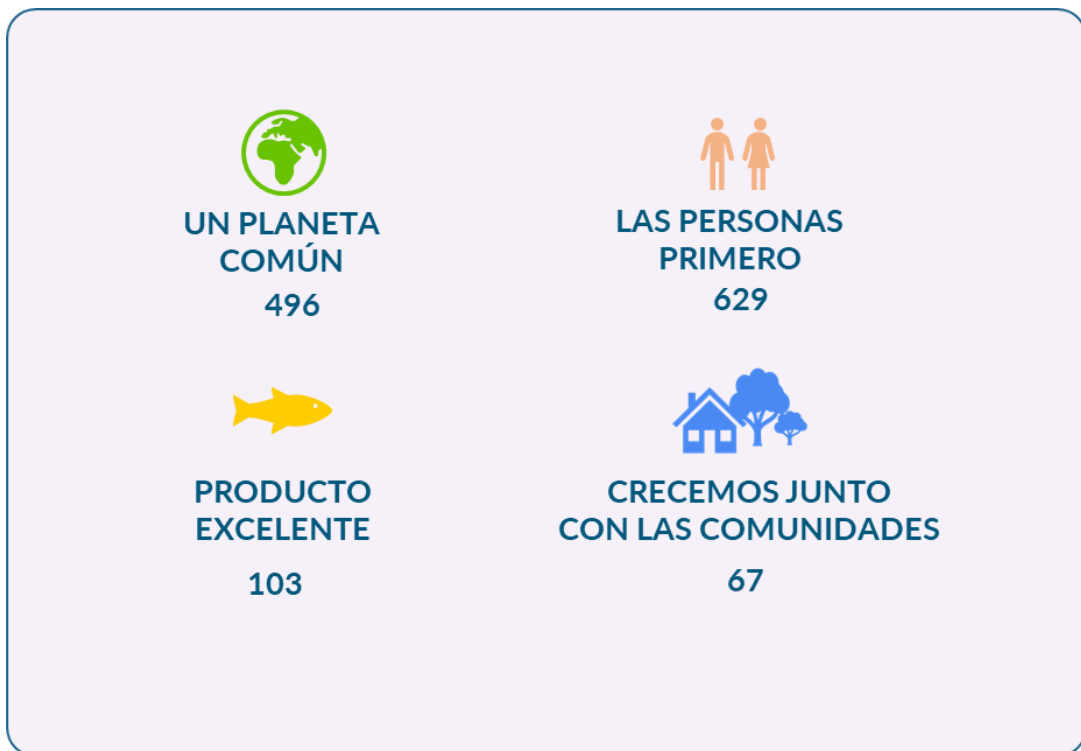 UN PLANETA
COMÚN
496
LAS PERSONAS
PRIMERO
629
PRODUCTO
EXCELENTE
103
CRECEMOS JUNTO
CON LAS COMUNIDADES
67